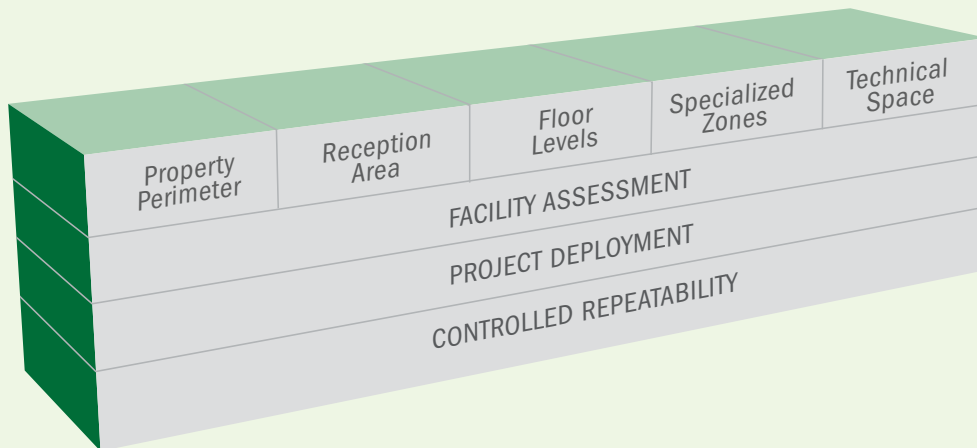 Property
Perimeter
Reception
Area
Floor
Levels
Specialized
Zones
Technical
Space
FACILITY ASSESSMENT
PROJECT DEPLOYMENT
CONTROLLED REPEATABILITY